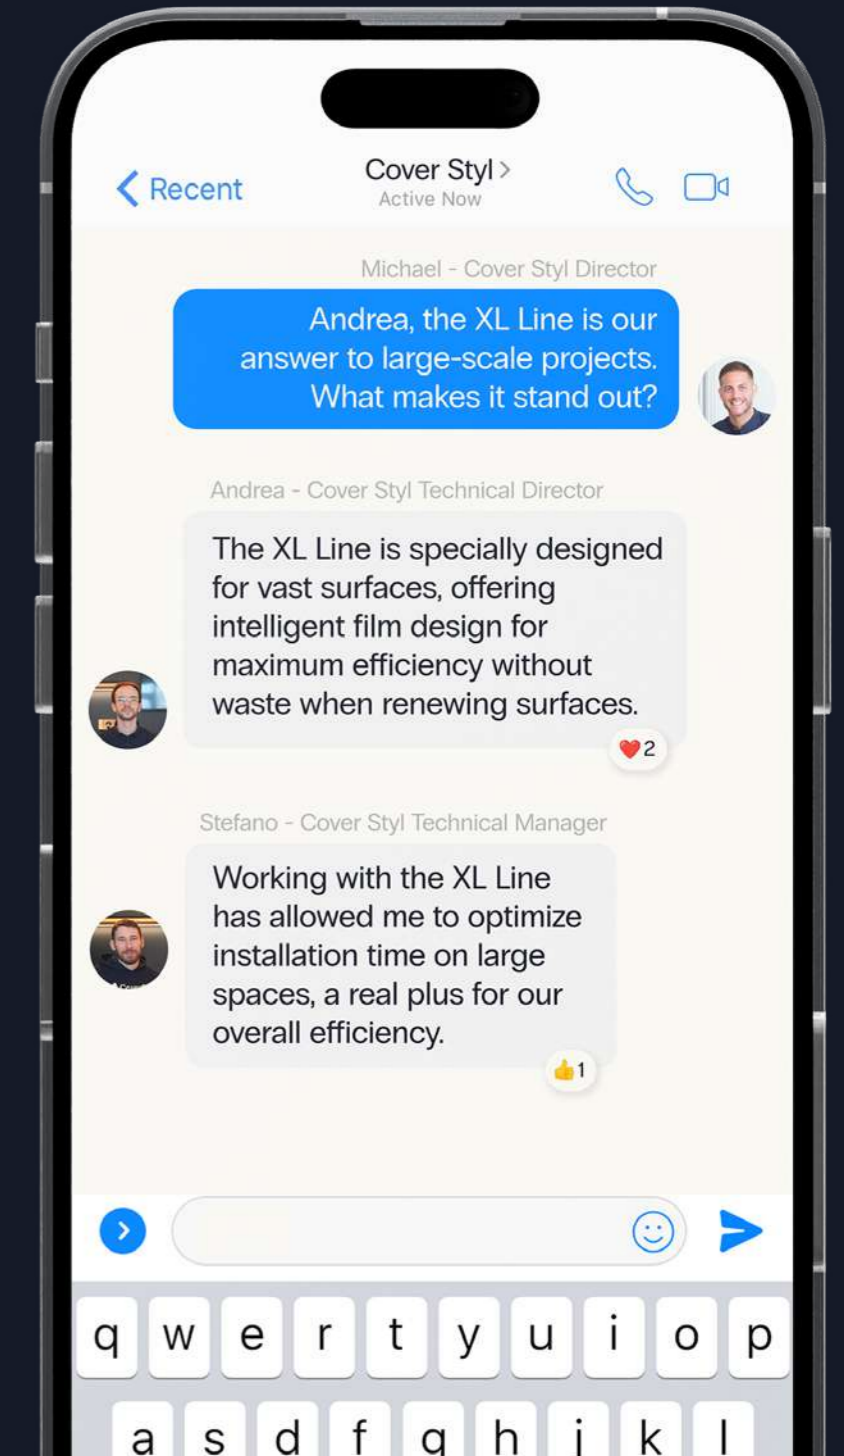 Recent
Cover Styl
Active Now
Michael - Cover Styl Director
Andrea, the XL Line is our
answer to large-scale projects.
What makes it stand out?
Andrea - Cover Styl Technical Director
The XL Line is specially designed
for vast surfaces, offering
intelligent film design for
maximum efficiency without
waste when renewing surfaces.
2
Stefano - Cover Styl Technical Manager
Working with the XL Line
has allowed me to optimize
installation time on large
spaces, a real plus for our
overall efficiency.
1
q w e r t y u i o p
a s d f g h j k l